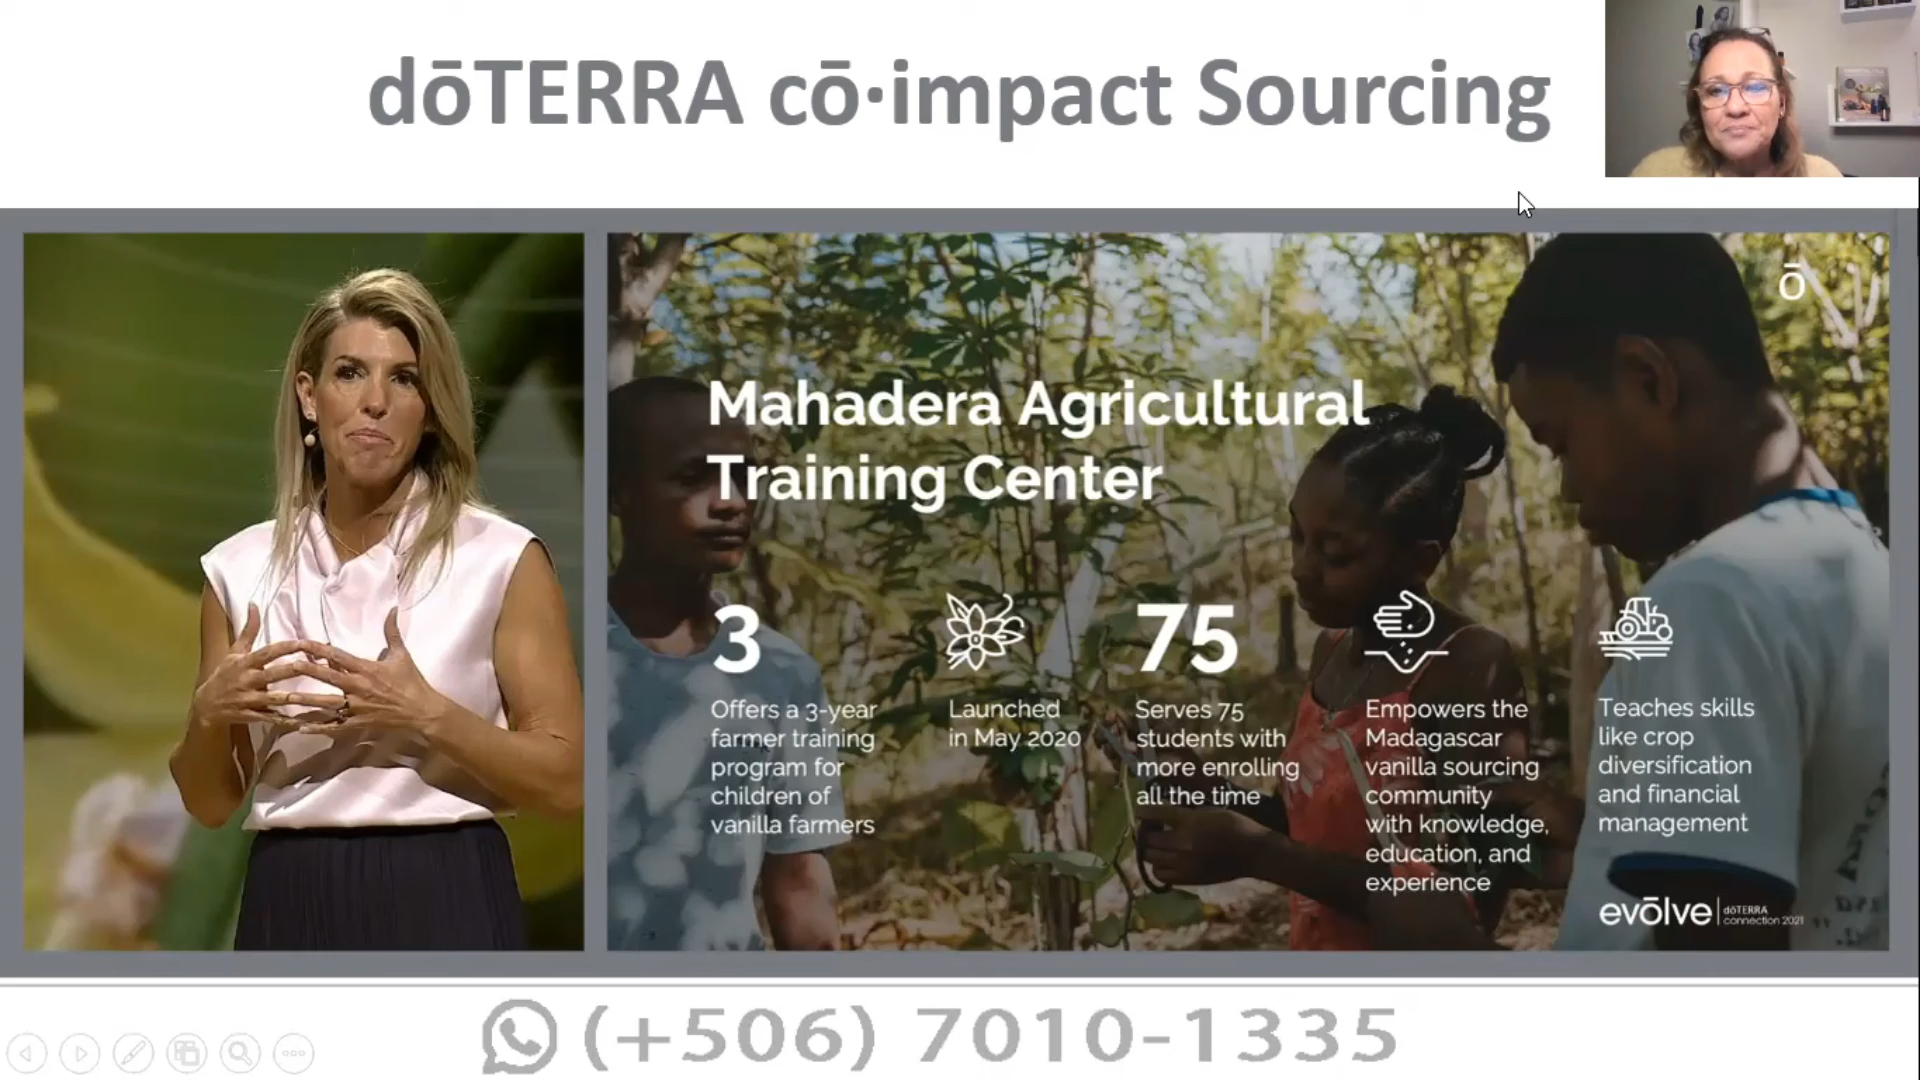 dōTERRA cō·impact Sourcing
ō
Mahadera Agricultural
Training Center
3
Offers a 3-year
farmer training
program for
children of
vanilla farmers
Launched
in May 2020
75
Serves 75
students with
more enrolling
all the time
Empowers the
Madagascar
vanilla sourcing
community
with knowledge,
education, and
experience
Teaches skills
like crop
diversification
and financial
management
evōlve
dōTERRA
connection 2021
(+506) 7010-1335